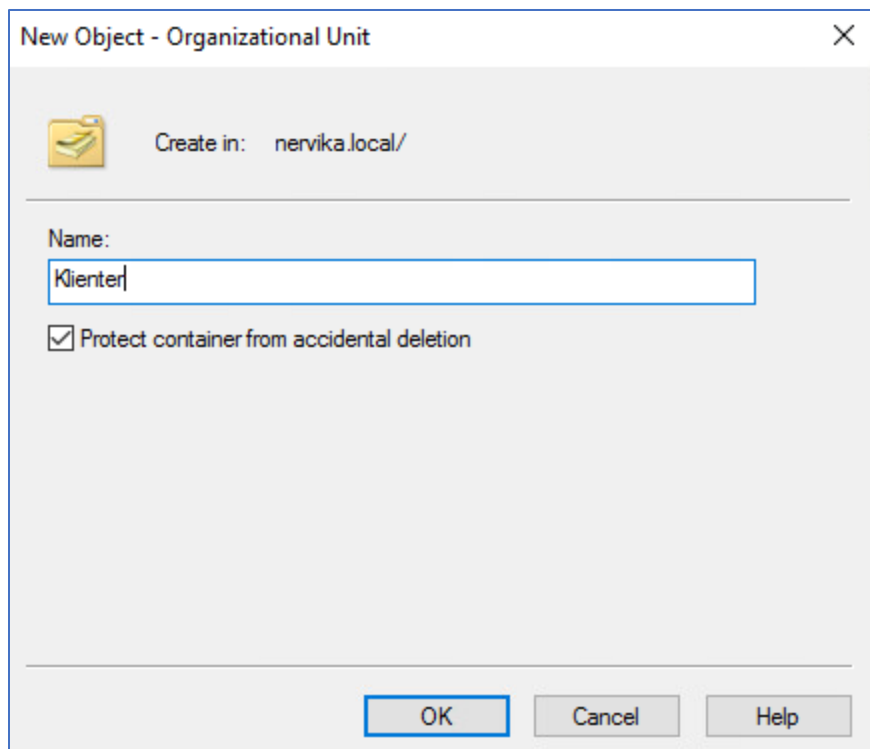 New Object - Organizational Unit
Create in: nervika.local/
Name:
Klienter
Protect container from accidental deletion
OK Cancel Help